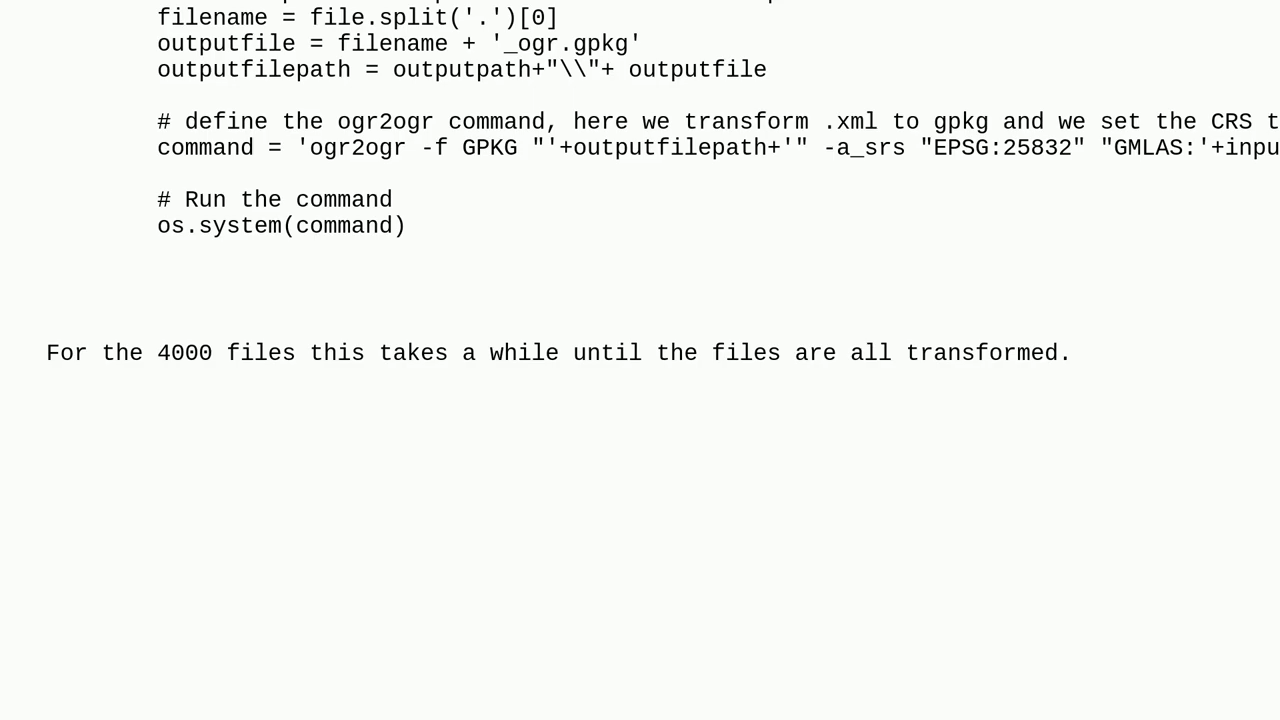 filename = file.split('.')[0]
outputfile = filename + '_ogr.gpkg'
outputfilepath = outputpath+"\\"+ outputfile
# define the ogr2ogr command, here we transform .xml to gpkg and we set the CRS t
command = 'ogr2ogr -f GPKG "'+outputfilepath+'" -a_srs "EPSG:25832" "GMLAS:'+inpu
# Run the command
os.system(command)
For the 4000 files this takes a while until the files are all transformed.